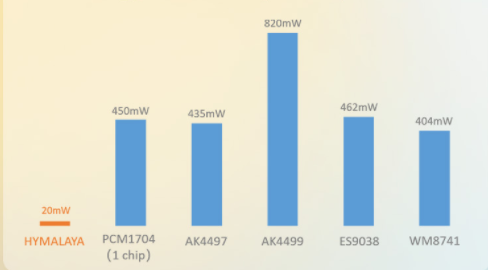 820mW
450mW
435mW
462mW
404mW
20mW
HYMALAYA
PCM1704
(1 chip)
AK4497
AK4499
ES9038
WM8741